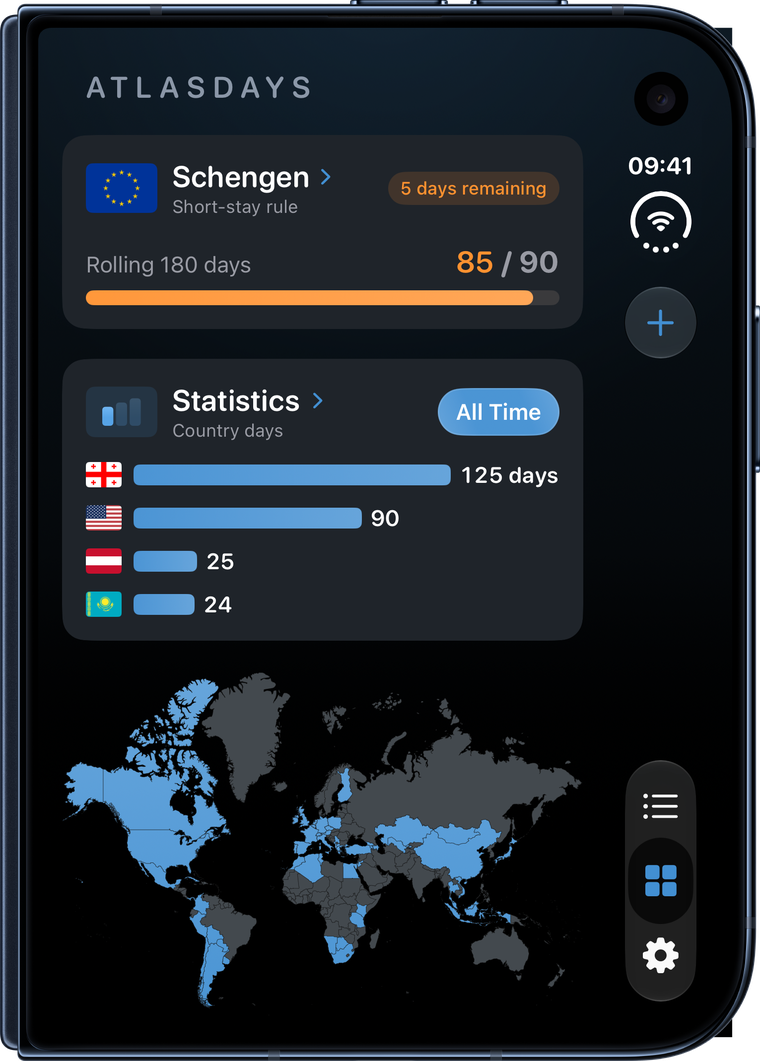 ATLASDAYS
09:41
Schengen
5 days remaining
Short-stay rule
Rolling 180 days
85 / 90
Statistics
All Time
Country days
125 days
90
25
24